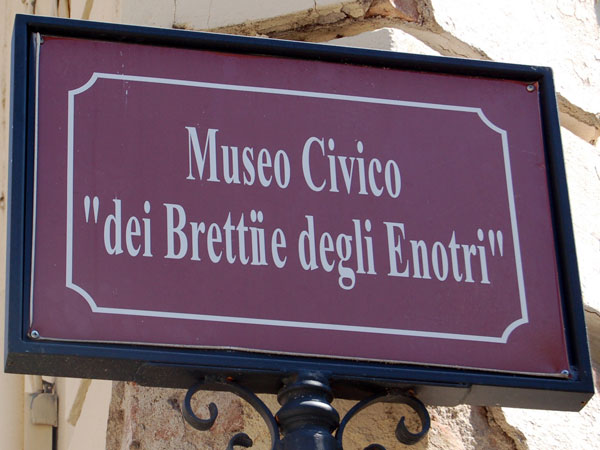 Museo Civico
"dei Brettii e degli Enotri"